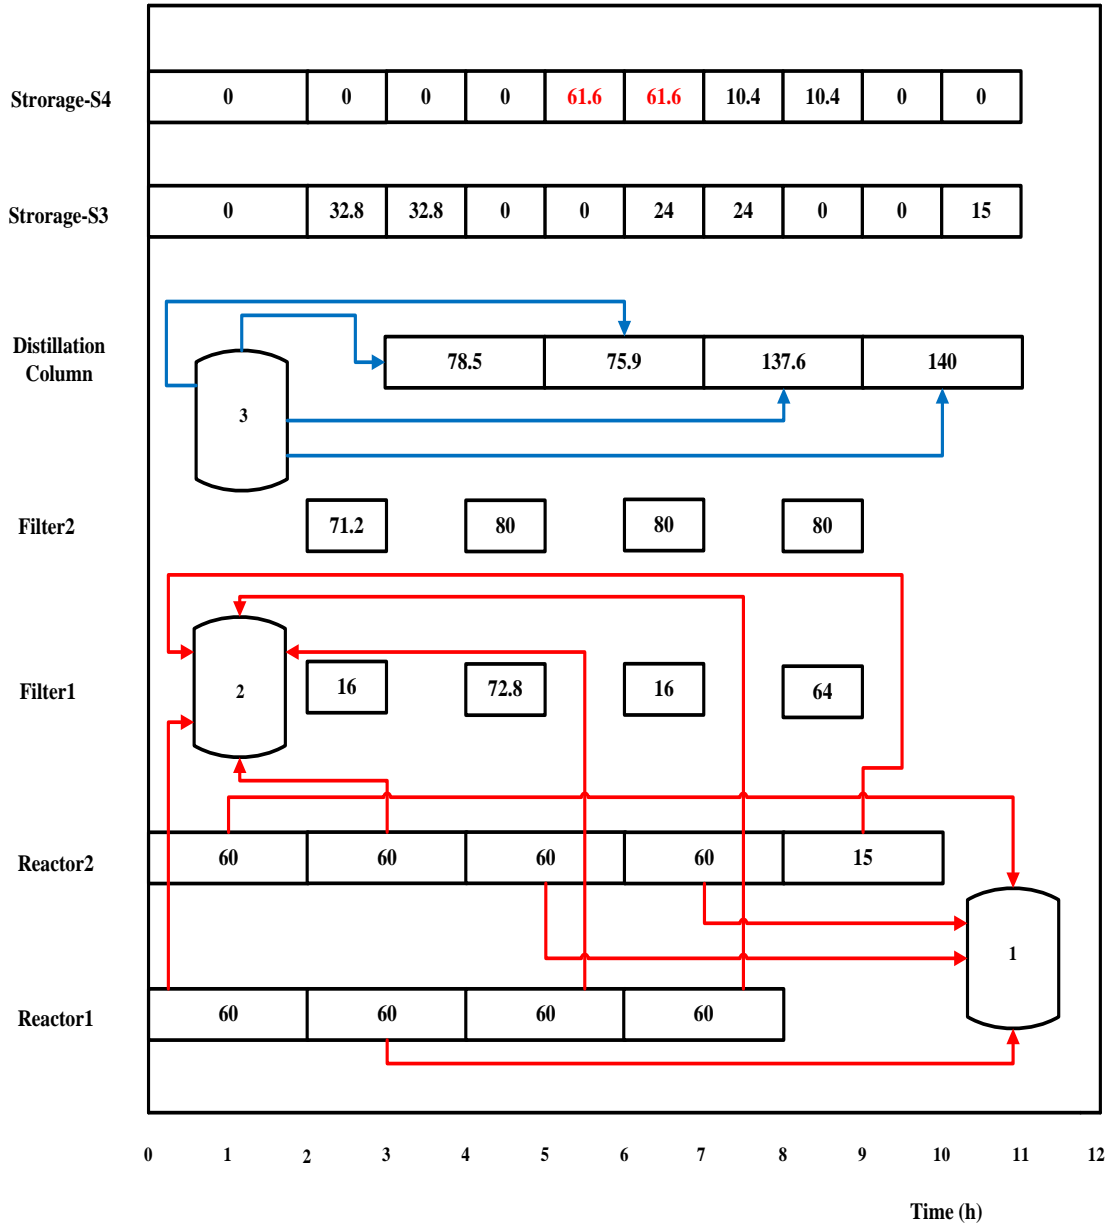 Strorage-S4
0 0 0 0 61.6 61.6 10.4 10.4 0 0
Strorage-S3
0 32.8 32.8 0 0 24 24 0 0 15
Distillation
Column
78.5 75.9 137.6 140
3
Filter2
71.2 80 80 80
Filter1
2
16 72.8 16 64
Reactor2
60 60 60 60 15
1
Reactor1
60 60 60 60
0 1 2 3 4 5 6 7 8 9 10 11 12
Time (h)